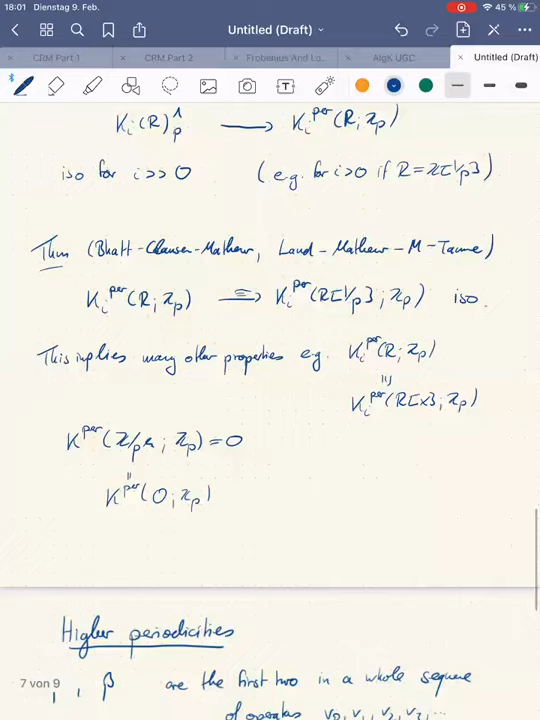 18:01 Dienstag 9. Feb.
45 %
Untitled (Draft)
CRM Part 1
CRM Part 2
Frobenius And Lo...
AlgK UGC
Untitled (Draft)
K_i(R)^∧_p → K_i^per(R; Z_p)
iso for i >> 0 (e.g. for i>0 if R = Z[1/p])
Thm (Bhatt-Clausen-Mathew, Land-Mathew-M-Tamme)
K_i^per(R; Z_p) →≅ K_i^per(R[1/p]; Z_p) iso.
This implies many other properties e.g. K_i^per(R; Z_p)
≅
K_i^per(R[x]; Z_p)
K^per(Z/p^n; Z_p) = 0
=
K^per(0; Z_p)
Higher periodicities
7 von 9
1, β are the first two in a whole sequence
of operates v_0, v_1, v_2, v_3, ...